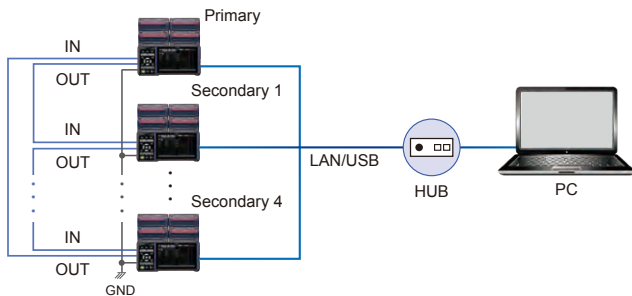 Primary
IN
OUT
Secondary 1
IN
OUT
LAN/USB
HUB
PC
Secondary 4
IN
OUT
GND